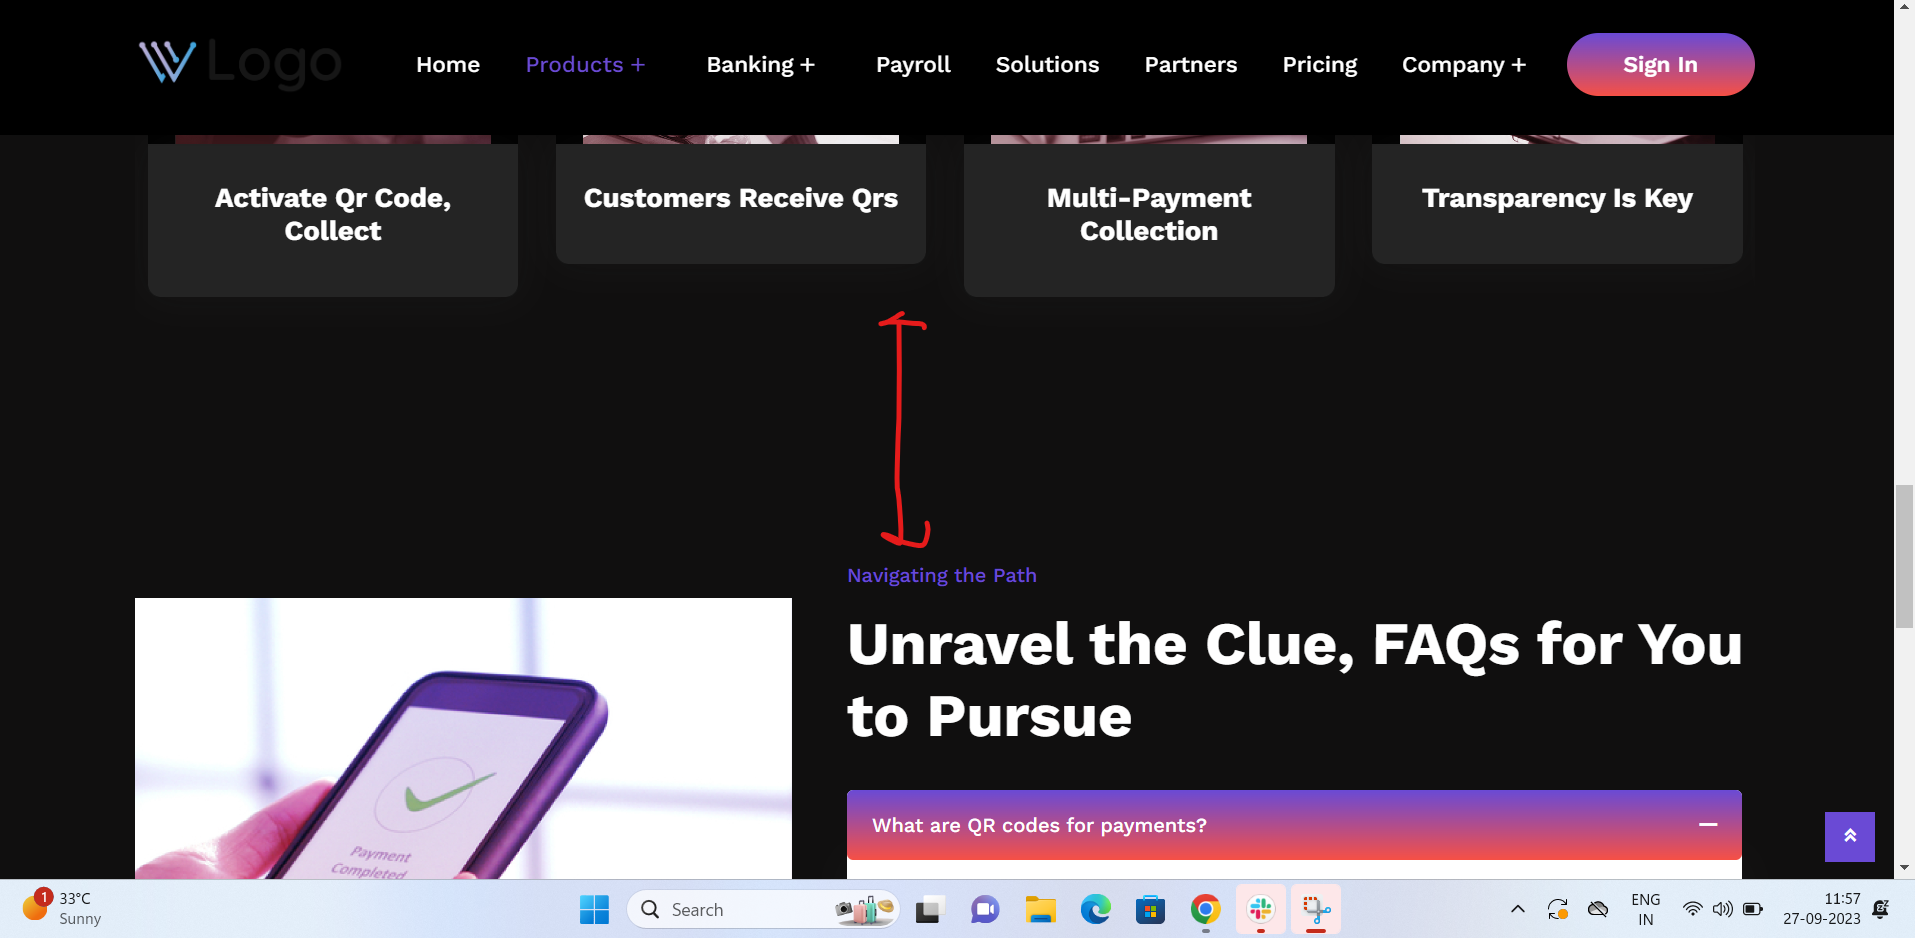 Logo
Home Products + Banking + Payroll Solutions Partners Pricing Company + Sign In
Activate Qr Code,
Collect
Customers Receive Qrs
Multi-Payment
Collection
Transparency Is Key
Navigating the Path
Unravel the Clue, FAQs for You
to Pursue
What are QR codes for payments?
Payment
Completed
1
33°C
Sunny
Search
ENG
IN
11:57
27-09-2023